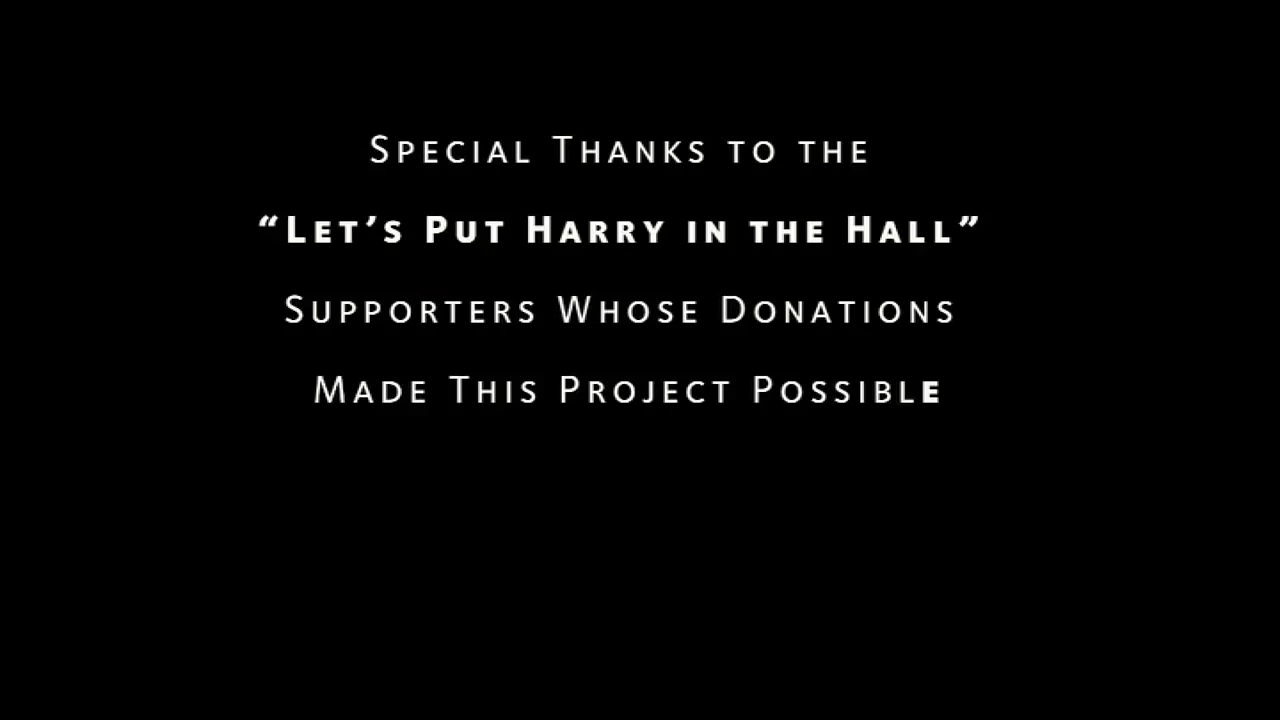 Special Thanks to the
“Let’s Put Harry in the Hall”
Supporters Whose Donations
Made This Project Possible